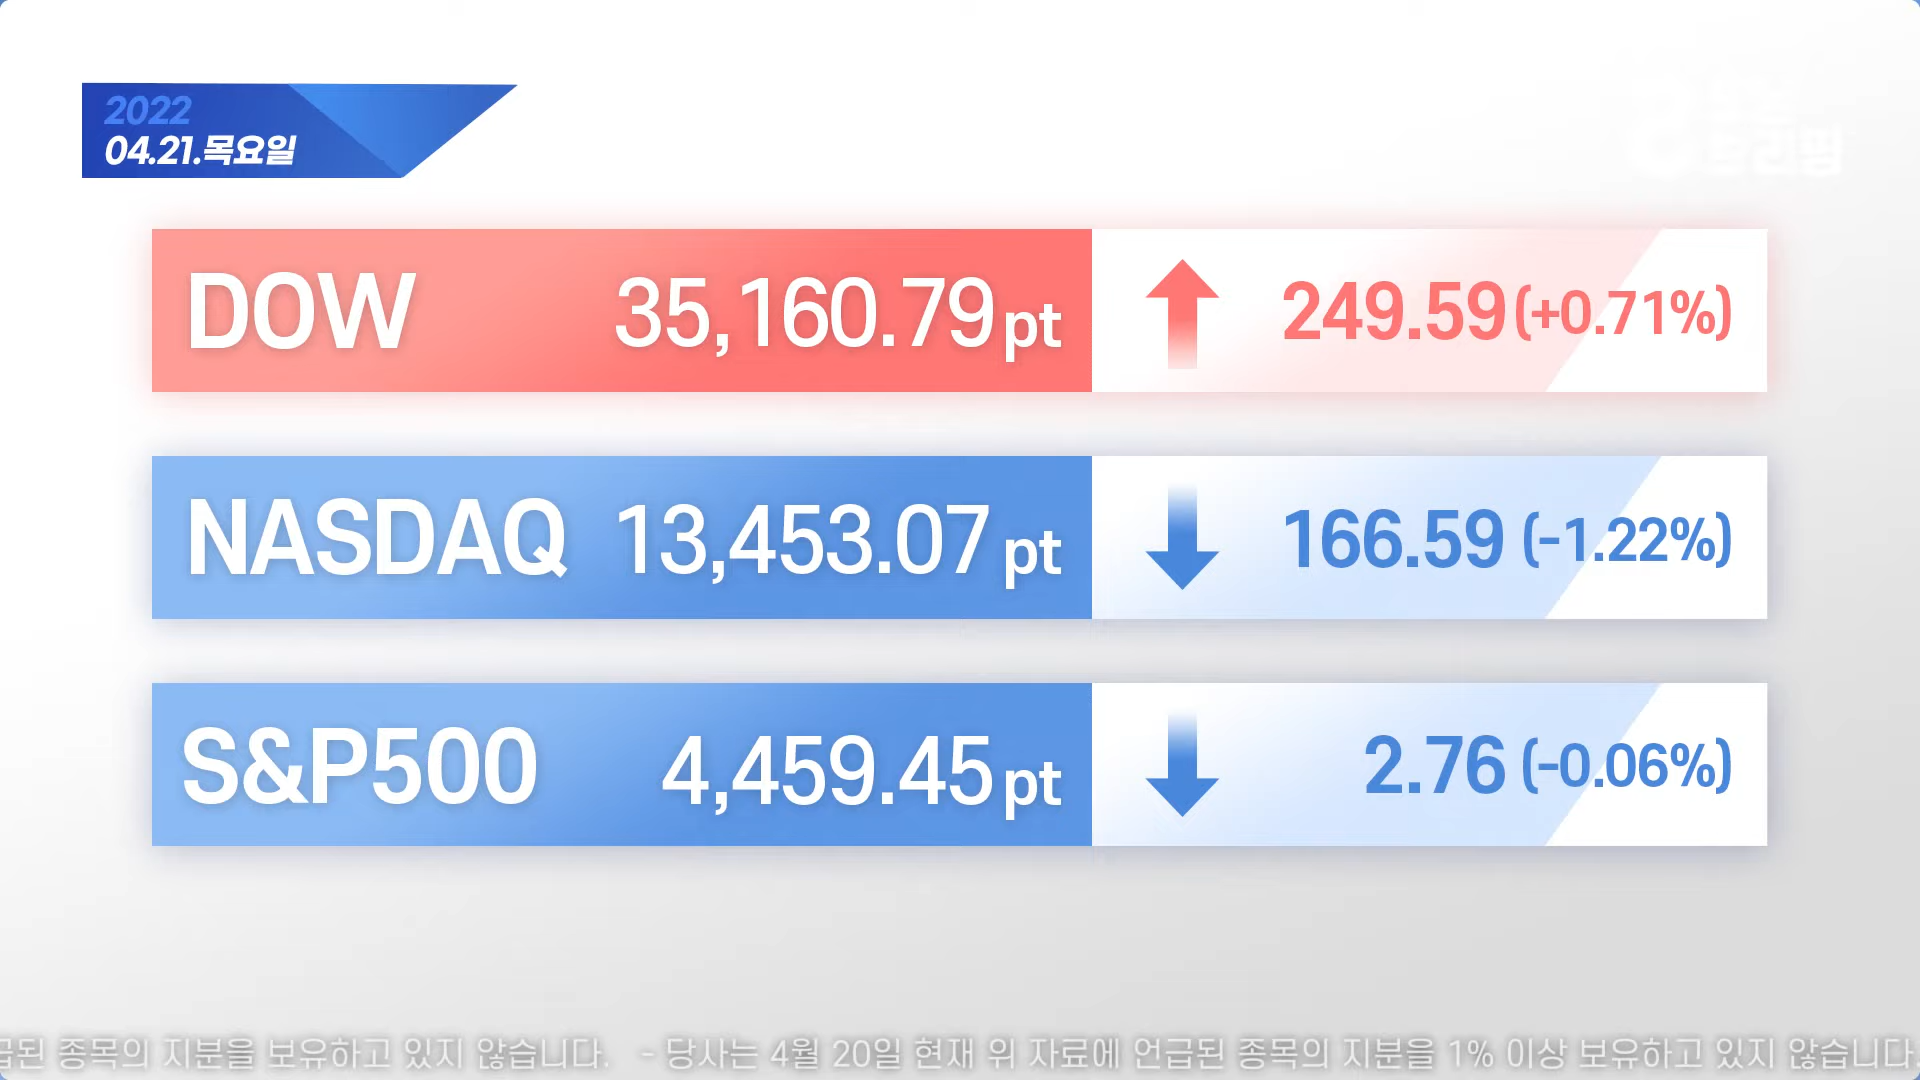 2022
04.21.목요일
브리핑
DOW 35,160.79pt 249.59(+0.71%)
NASDAQ 13,453.07pt 166.59 (-1.22%)
S&P500 4,459.45pt 2.76 (-0.06%)
급된 종목의 지분을 보유하고 있지 않습니다. - 당사는 4월 20일 현재 위 자료에 언급된 종목의 지분을 1% 이상 보유하고 있지 않습니다